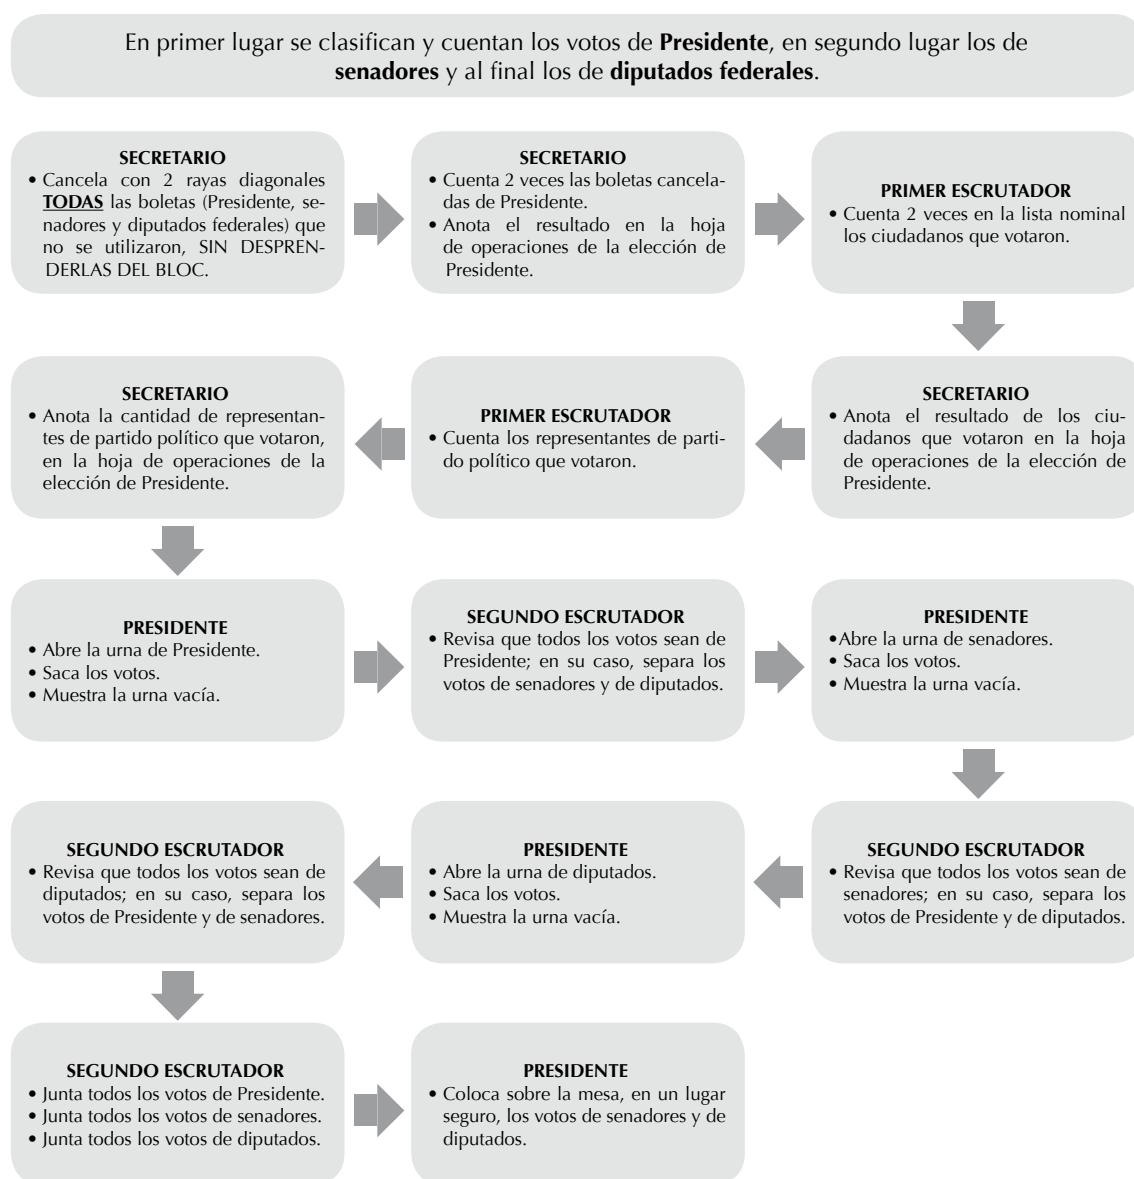 En primer lugar se clasifican y cuentan los votos de Presidente, en segundo lugar los de
senadores y al final los de diputados federales.
SECRETARIO
• Cancela con 2 rayas diagonales
TODAS las boletas (Presidente, se-
nadores y diputados federales) que
no se utilizaron, SIN DESPREN-
DERLAS DEL BLOC.
SECRETARIO
• Cuenta 2 veces las boletas cancela-
das de Presidente.
• Anota el resultado en la hoja
de operaciones de la elección de
Presidente.
PRIMER ESCRUTADOR
• Cuenta 2 veces en la lista nominal
los ciudadanos que votaron.
SECRETARIO
• Anota el resultado de los ciu-
dadanos que votaron en la hoja
de operaciones de la elección de
Presidente.
PRIMER ESCRUTADOR
• Cuenta los representantes de parti-
do político que votaron.
SECRETARIO
• Anota la cantidad de representan-
tes de partido político que votaron,
en la hoja de operaciones de la
elección de Presidente.
PRESIDENTE
• Abre la urna de Presidente.
• Saca los votos.
• Muestra la urna vacía.
SEGUNDO ESCRUTADOR
• Revisa que todos los votos sean de
Presidente; en su caso, separa los
votos de senadores y de diputados.
PRESIDENTE
•Abre la urna de senadores.
• Saca los votos.
• Muestra la urna vacía.
SEGUNDO ESCRUTADOR
• Revisa que todos los votos sean de
senadores; en su caso, separa los
votos de Presidente y de diputados.
PRESIDENTE
• Abre la urna de diputados.
• Saca los votos.
• Muestra la urna vacía.
SEGUNDO ESCRUTADOR
• Revisa que todos los votos sean de
diputados; en su caso, separa los
votos de Presidente y de senadores.
SEGUNDO ESCRUTADOR
• Junta todos los votos de Presidente.
• Junta todos los votos de senadores.
• Junta todos los votos de diputados.
PRESIDENTE
• Coloca sobre la mesa, en un lugar
seguro, los votos de senadores y de
diputados.